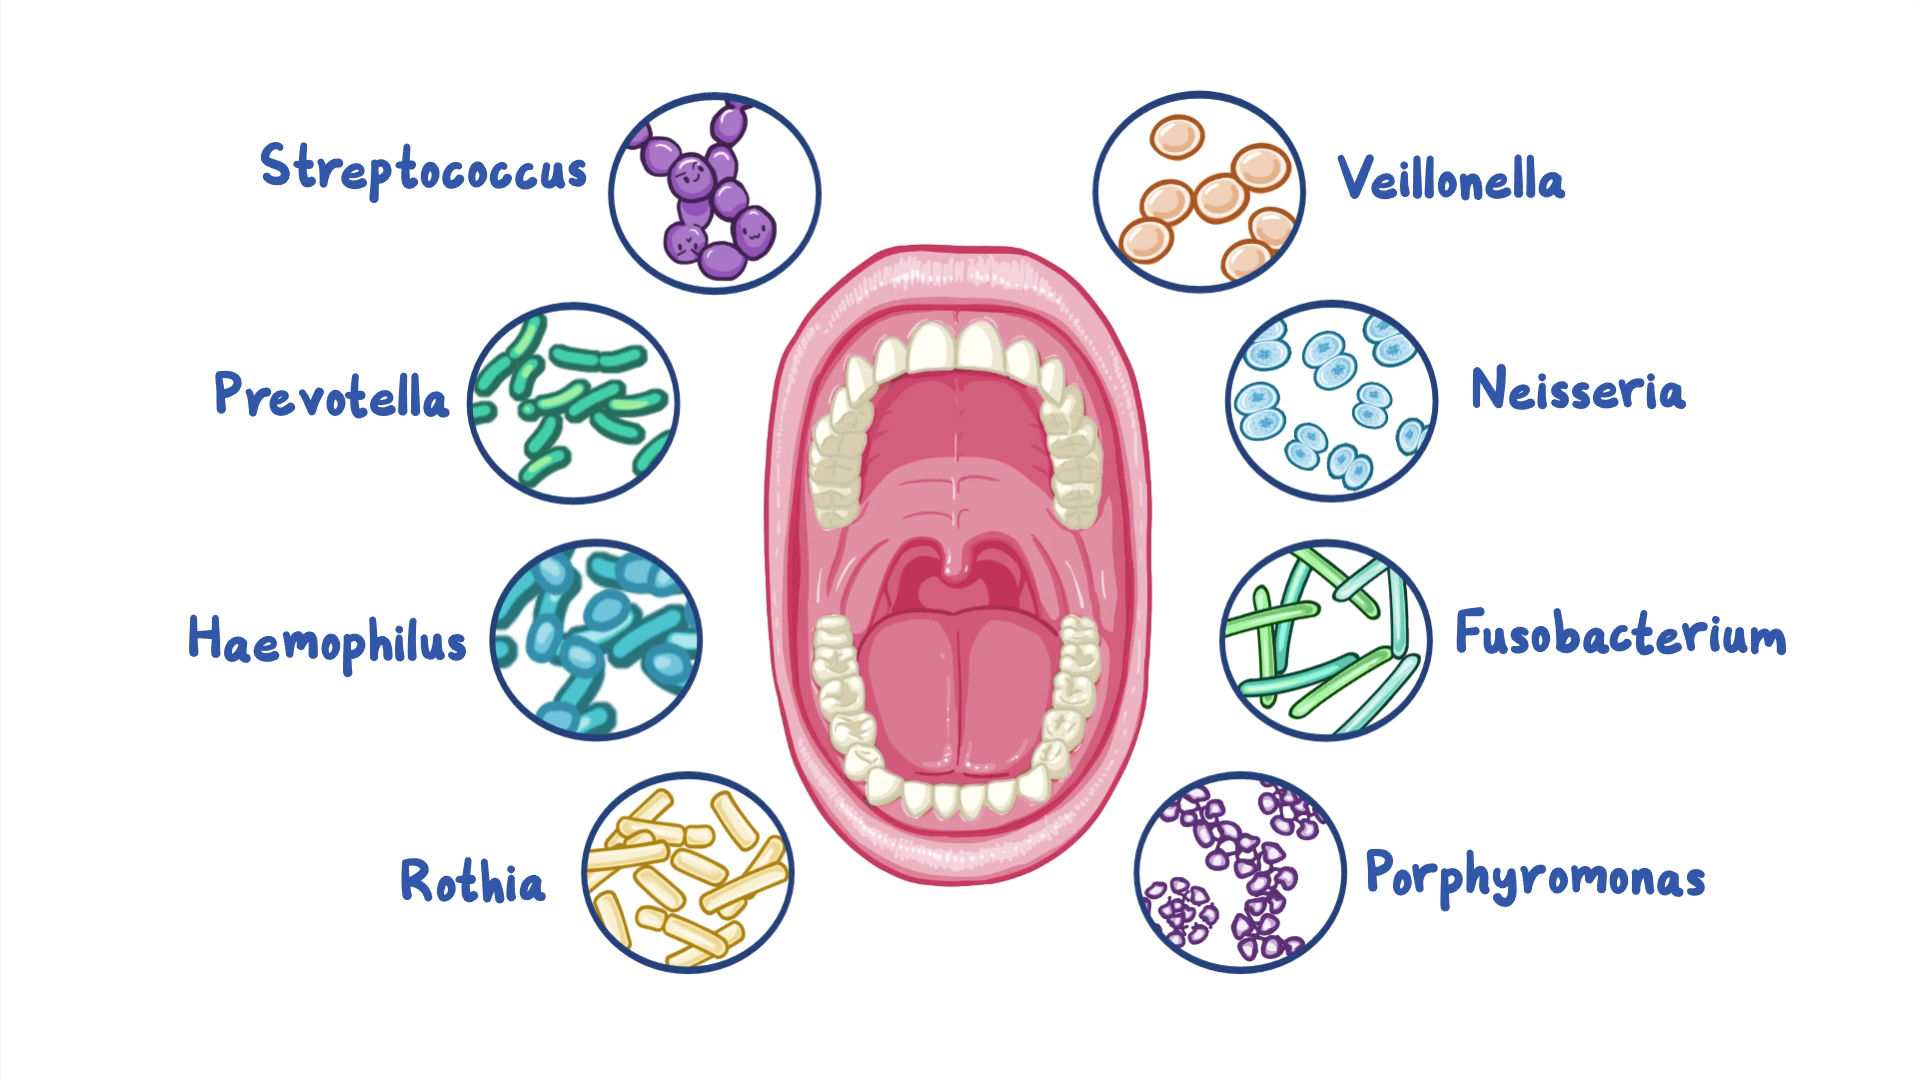 Streptococcus
Veillonella
Prevotella
Neisseria
Haemophilus
Fusobacterium
Rothia
Porphyromonas